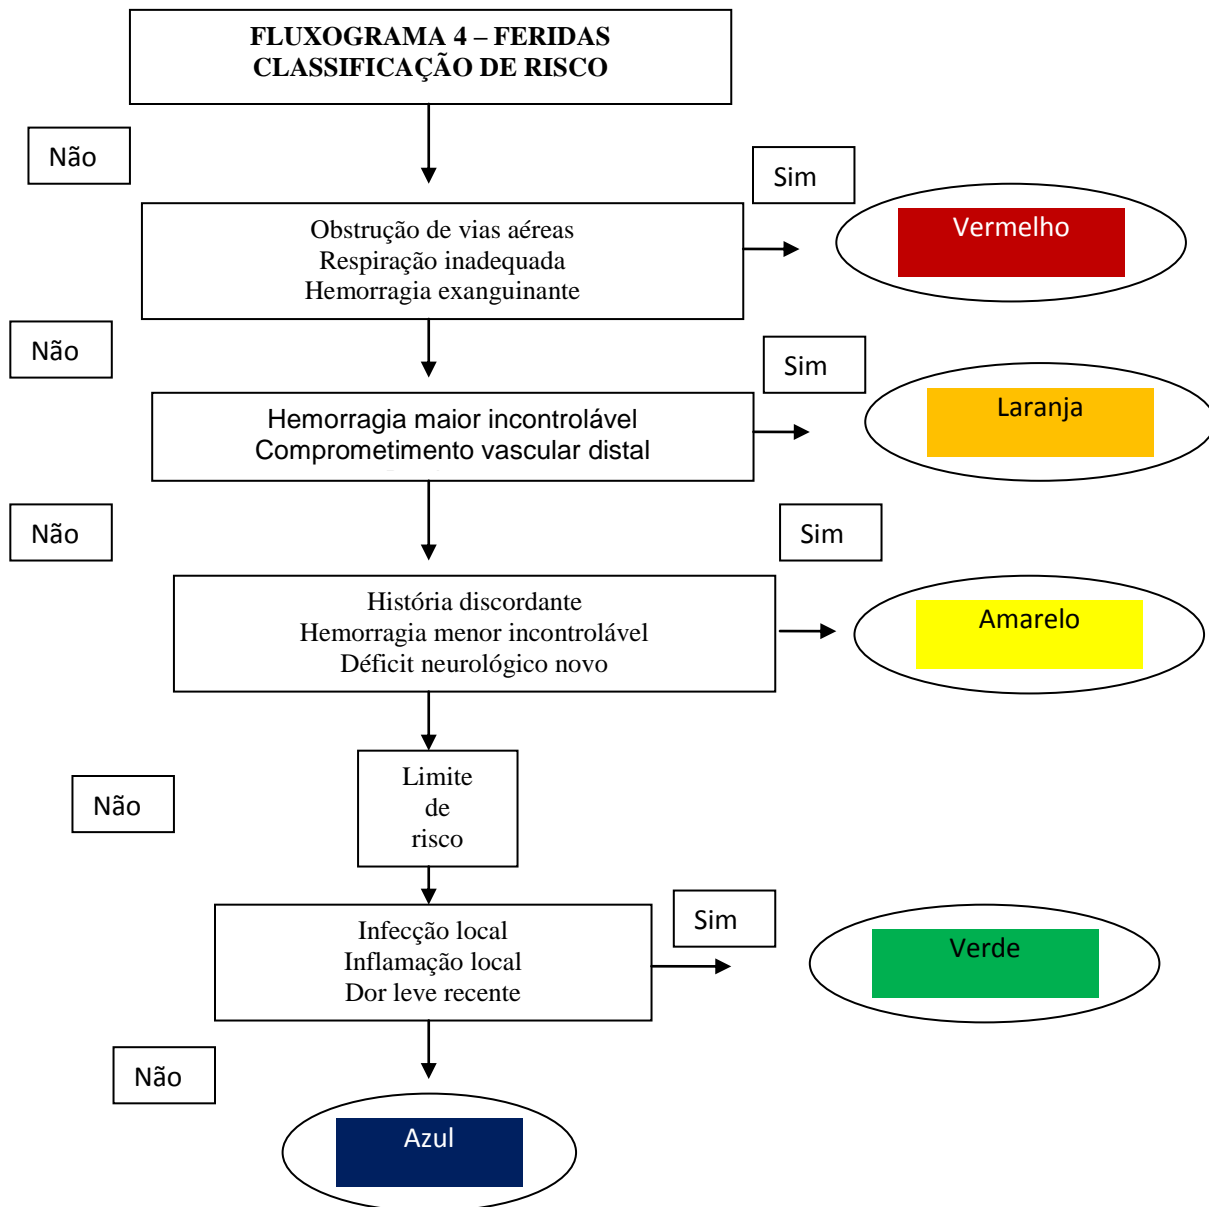 FLUXOGRAMA 4 – FERIDAS
CLASSIFICAÇÃO DE RISCO
Não
Sim
Obstrução de vias aéreas
Respiração inadequada
Hemorragia exanguinante
Vermelho
Não
Sim
Hemorragia maior incontrolável
Comprometimento vascular distal
Laranja
Não
Sim
História discordante
Hemorragia menor incontrolável
Déficit neurológico novo
Amarelo
Limite
de
risco
Não
Infecção local
Inflamação local
Dor leve recente
Sim
Verde
Não
Azul